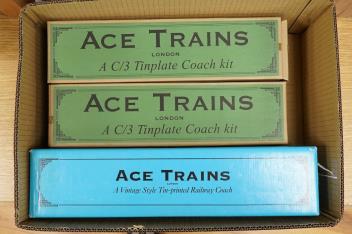 ACE TRAINS
LONDON
A C/3 Tinplate Coach kit
ACE TRAINS
LONDON
A C/3 Tinplate Coach kit
ACE TRAINS
LONDON
A Vintage Style Tin-printed Railway Coach